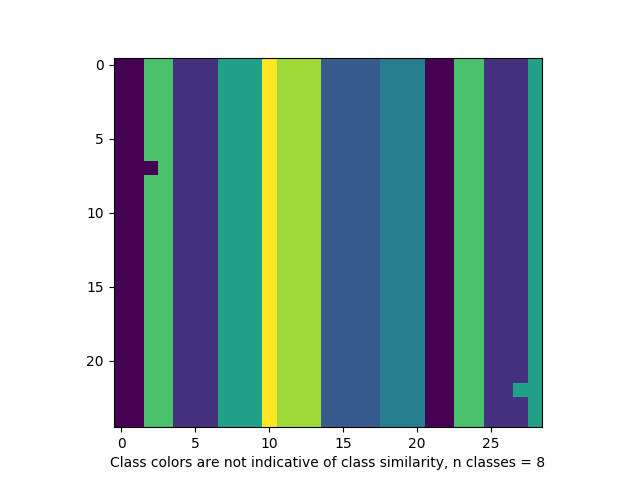 0
5
10
15
20
0 5 10 15 20 25
Class colors are not indicative of class similarity, n classes = 8